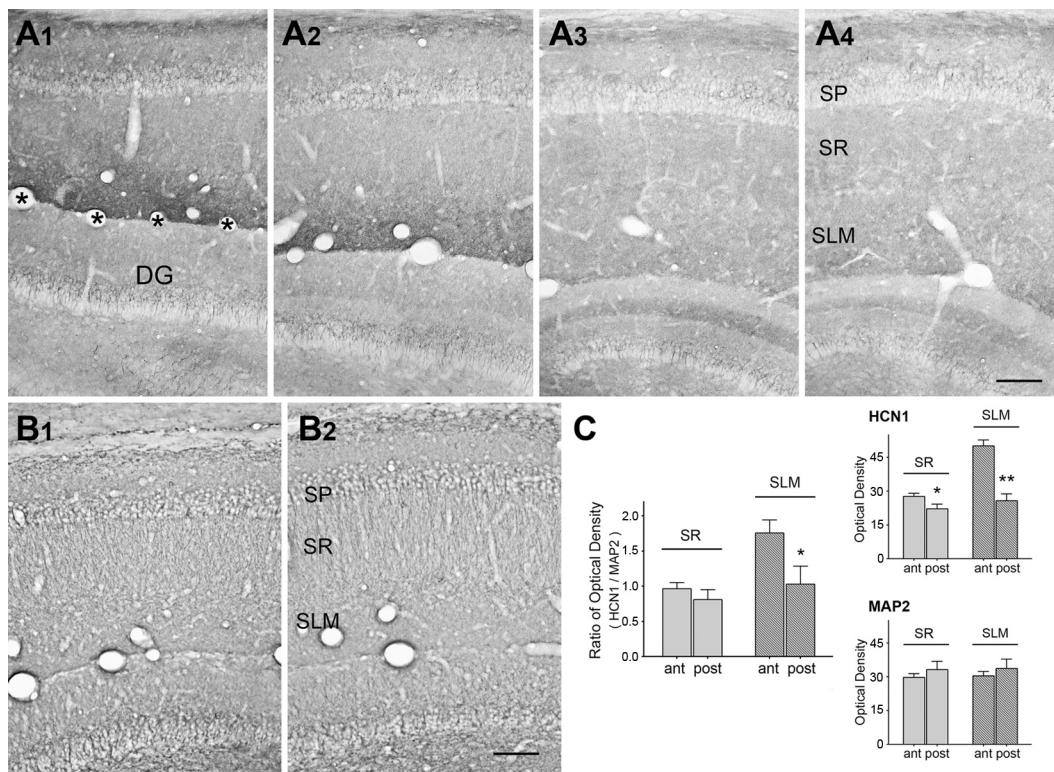 A1
A2
A3
A4
SP
SR
SLM
* * * *
DG
B1
B2
SP
SR
SLM
C
Ratio of Optical Density
( HCN1 / MAP2 )
2.0
1.5
1.0
0.5
0.0
SR
SLM
*
ant post
ant post
HCN1
Optical Density
45
30
15
0
SR
SLM
*
**
ant post
ant post
MAP2
Optical Density
45
30
15
0
SR
SLM
ant post
ant post